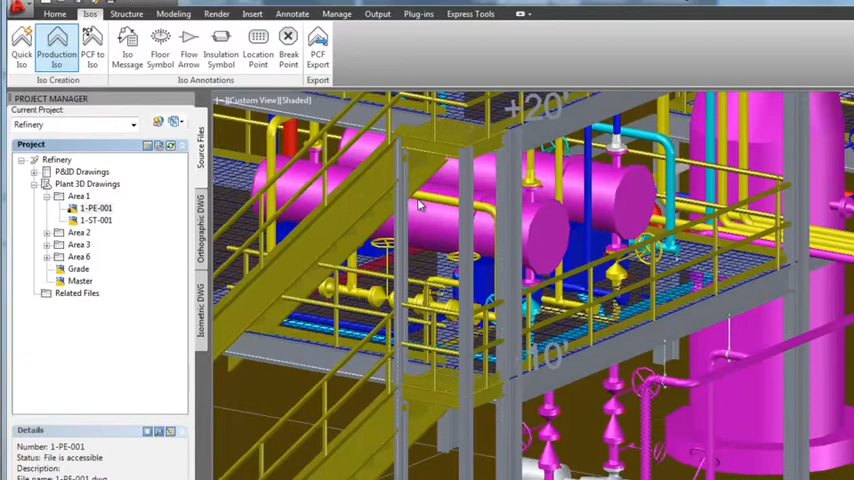 Home Isos Structure Modeling Render Insert Annotate Manage Output Plug-ins Express Tools
Quick Iso
Production Iso
PCF to Iso
Iso Message
Floor Symbol
Flow Arrow
Insulation Symbol
Location Point
Break Point
PCF Export
Iso Creation
Iso Annotations
Export
PROJECT MANAGER
Current Project:
Refinery
Project
Refinery
P&ID Drawings
Plant 3D Drawings
Area 1
1-PE-001
1-ST-001
Area 2
Area 3
Area 6
Grade
Master
Related Files
Source Files
Orthographic DWG
Isometric DWG
Details
Number: 1-PE-001
Status: File is accessible
Description:
File name: 1-PE-001.dwg
[-][Custom View][Shaded]
+20'
10'